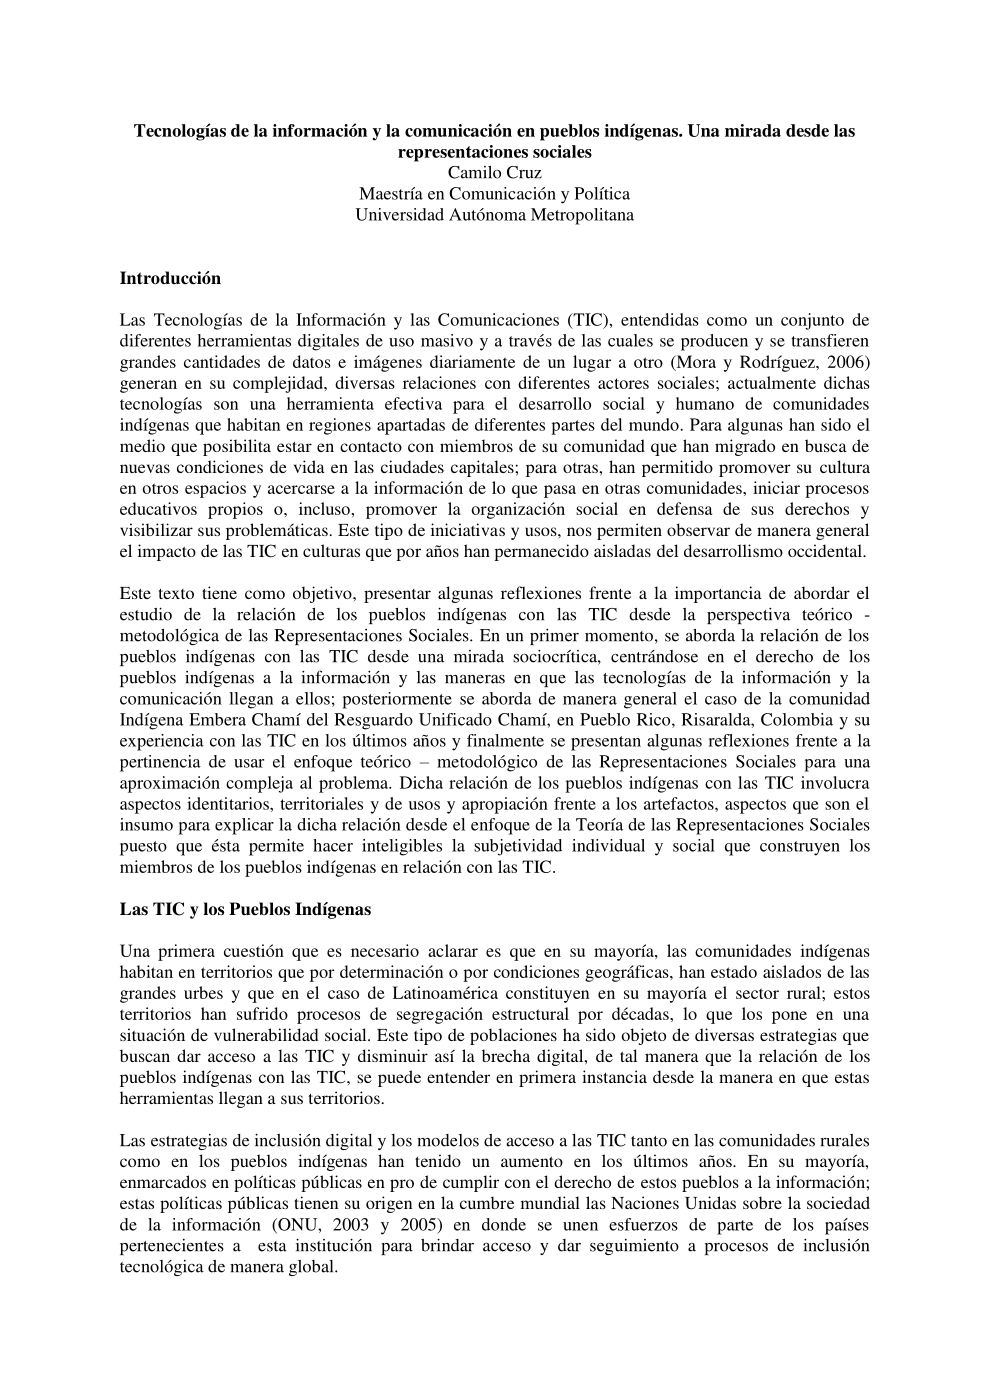 Tecnologías de la información y la comunicación en pueblos indígenas. Una mirada desde las
representaciones sociales
Camilo Cruz
Maestría en Comunicación y Política
Universidad Autónoma Metropolitana
Introducción
Las Tecnologías de la Información y las Comunicaciones (TIC), entendidas como un conjunto de
diferentes herramientas digitales de uso masivo y a través de las cuales se producen y se transfieren
grandes cantidades de datos e imágenes diariamente de un lugar a otro (Mora y Rodríguez, 2006)
generan en su complejidad, diversas relaciones con diferentes actores sociales; actualmente dichas
tecnologías son una herramienta efectiva para el desarrollo social y humano de comunidades
indígenas que habitan en regiones apartadas de diferentes partes del mundo. Para algunas han sido el
medio que posibilita estar en contacto con miembros de su comunidad que han migrado en busca de
nuevas condiciones de vida en las ciudades capitales; para otras, han permitido promover su cultura
en otros espacios y acercarse a la información de lo que pasa en otras comunidades, iniciar procesos
educativos propios o, incluso, promover la organización social en defensa de sus derechos y
visibilizar sus problemáticas. Este tipo de iniciativas y usos, nos permiten observar de manera general
el impacto de las TIC en culturas que por años han permanecido aisladas del desarrollismo occidental.
Este texto tiene como objetivo, presentar algunas reflexiones frente a la importancia de abordar el
estudio de la relación de los pueblos indígenas con las TIC desde la perspectiva teórico -
metodológica de las Representaciones Sociales. En un primer momento, se aborda la relación de los
pueblos indígenas con las TIC desde una mirada sociocrítica, centrándose en el derecho de los
pueblos indígenas a la información y las maneras en que las tecnologías de la información y la
comunicación llegan a ellos; posteriormente se aborda de manera general el caso de la comunidad
Indígena Embera Chamí del Resguardo Unificado Chamí, en Pueblo Rico, Risaralda, Colombia y su
experiencia con las TIC en los últimos años y finalmente se presentan algunas reflexiones frente a la
pertinencia de usar el enfoque teórico – metodológico de las Representaciones Sociales para una
aproximación compleja al problema. Dicha relación de los pueblos indígenas con las TIC involucra
aspectos identitarios, territoriales y de usos y apropiación frente a los artefactos, aspectos que son el
insumo para explicar la dicha relación desde el enfoque de la Teoría de las Representaciones Sociales
puesto que ésta permite hacer inteligibles la subjetividad individual y social que construyen los
miembros de los pueblos indígenas en relación con las TIC.
Las TIC y los Pueblos Indígenas
Una primera cuestión que es necesario aclarar es que en su mayoría, las comunidades indígenas
habitan en territorios que por determinación o por condiciones geográficas, han estado aislados de las
grandes urbes y que en el caso de Latinoamérica constituyen en su mayoría el sector rural; estos
territorios han sufrido procesos de segregación estructural por décadas, lo que los pone en una
situación de vulnerabilidad social. Este tipo de poblaciones ha sido objeto de diversas estrategias que
buscan dar acceso a las TIC y disminuir así la brecha digital, de tal manera que la relación de los
pueblos indígenas con las TIC, se puede entender en primera instancia desde la manera en que estas
herramientas llegan a sus territorios.
Las estrategias de inclusión digital y los modelos de acceso a las TIC tanto en las comunidades rurales
como en los pueblos indígenas han tenido un aumento en los últimos años. En su mayoría,
enmarcados en políticas públicas en pro de cumplir con el derecho de estos pueblos a la información;
estas políticas públicas tienen su origen en la cumbre mundial las Naciones Unidas sobre la sociedad
de la información (ONU, 2003 y 2005) en donde se unen esfuerzos de parte de los países
pertenecientes a esta institución para brindar acceso y dar seguimiento a procesos de inclusión
tecnológica de manera global.